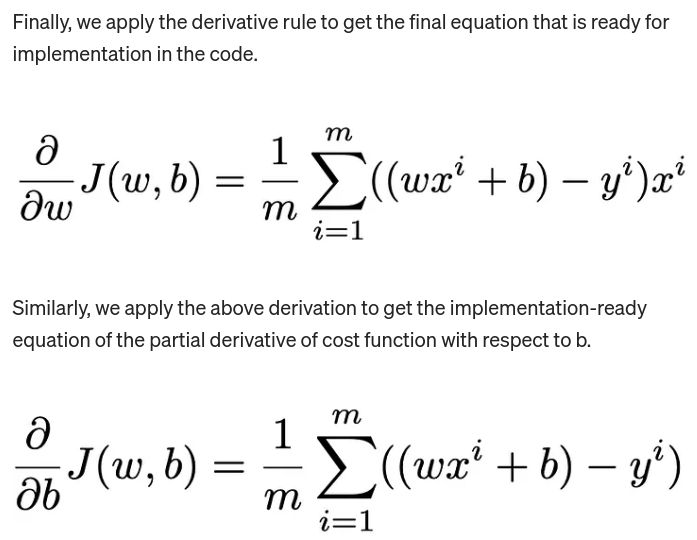 Finally, we apply the derivative rule to get the final equation that is ready for
implementation in the code.
∂/∂w J(w, b) = 1/m ∑_{i=1}^{m} ((wx^i + b) − y^i)x^i
Similarly, we apply the above derivation to get the implementation-ready
equation of the partial derivative of cost function with respect to b.
∂/∂b J(w, b) = 1/m ∑_{i=1}^{m} ((wx^i + b) − y^i)